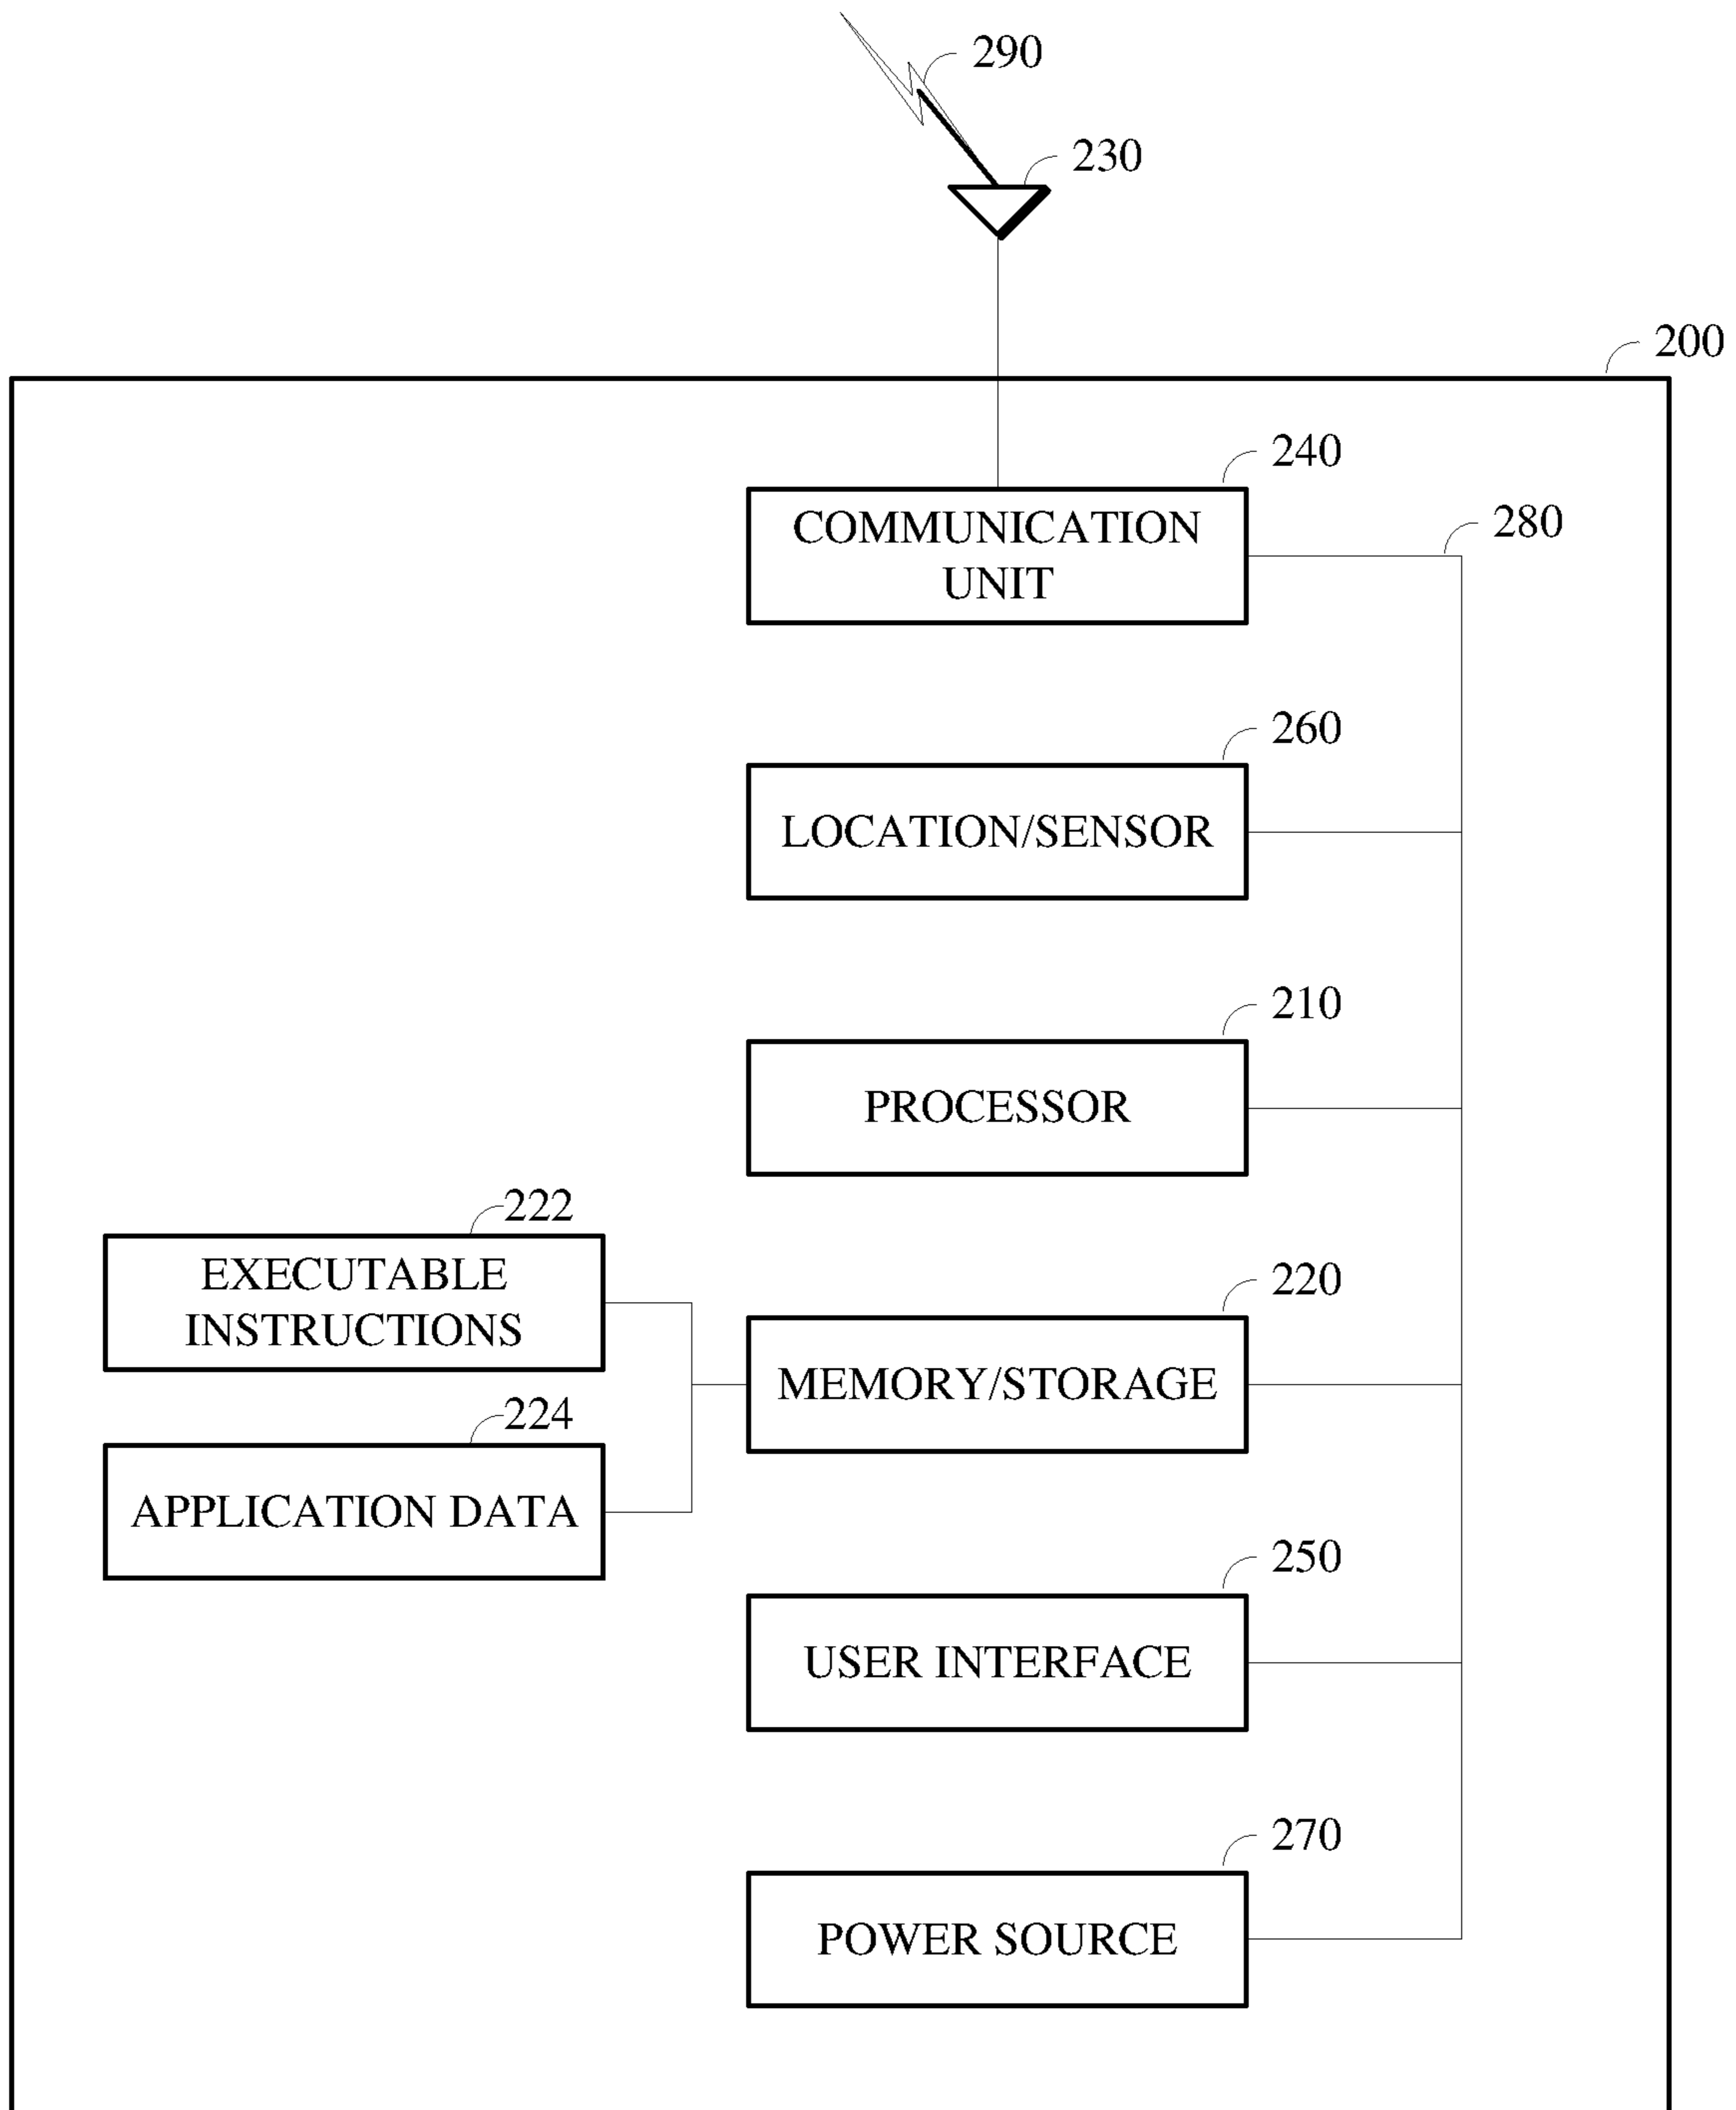 290
230
200
240
COMMUNICATION
UNIT
280
260
LOCATION/SENSOR
210
PROCESSOR
222
EXECUTABLE
INSTRUCTIONS
220
MEMORY/STORAGE
224
APPLICATION DATA
250
USER INTERFACE
270
POWER SOURCE